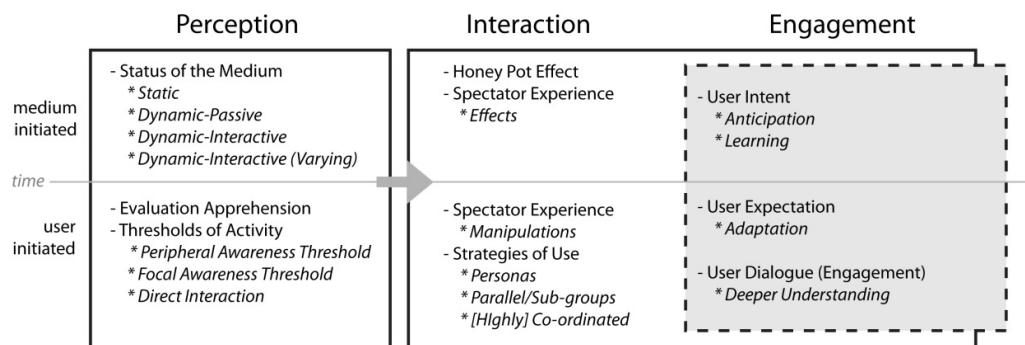 Perception
Interaction
Engagement
medium
initiated
- Status of the Medium
* Static
* Dynamic-Passive
* Dynamic-Interactive
* Dynamic-Interactive (Varying)
- Honey Pot Effect
- Spectator Experience
* Effects
- User Intent
* Anticipation
* Learning
time
user
initiated
- Evaluation Apprehension
- Thresholds of Activity
* Peripheral Awareness Threshold
* Focal Awareness Threshold
* Direct Interaction
- Spectator Experience
* Manipulations
- Strategies of Use
* Personas
* Parallel/Sub-groups
* [HIghly] Co-ordinated
- User Expectation
* Adaptation
- User Dialogue (Engagement)
* Deeper Understanding